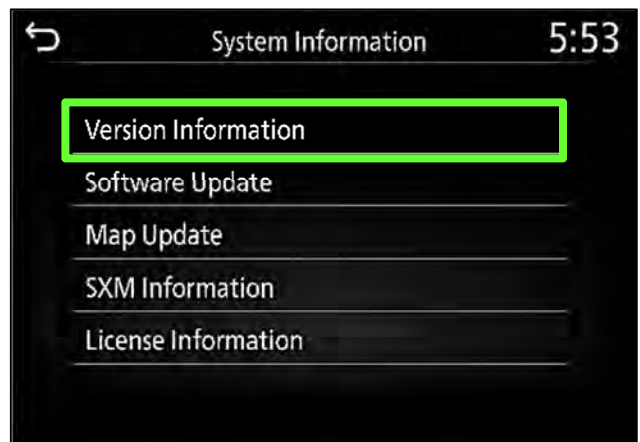 System Information 5:53
Version Information
Software Update
Map Update
SXM Information
License Information